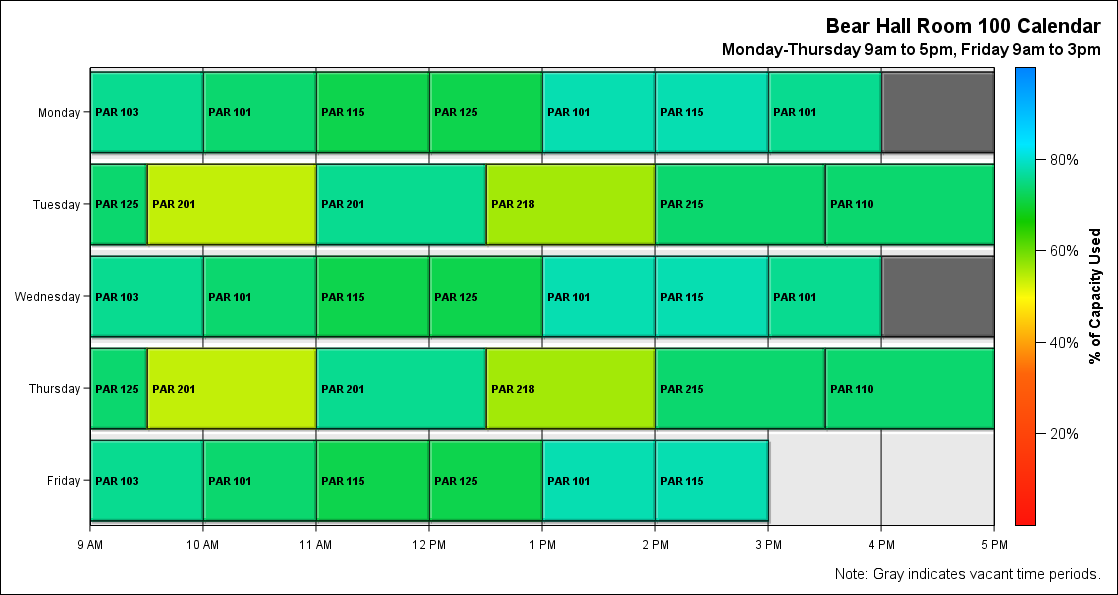 Bear Hall Room 100 Calendar
Monday-Thursday 9am to 5pm, Friday 9am to 3pm
Monday PAR 103 PAR 101 PAR 115 PAR 125 PAR 101 PAR 115 PAR 101
Tuesday PAR 125 PAR 201 PAR 201 PAR 218 PAR 215 PAR 110
Wednesday PAR 103 PAR 101 PAR 115 PAR 125 PAR 101 PAR 115 PAR 101
Thursday PAR 125 PAR 201 PAR 201 PAR 218 PAR 215 PAR 110
Friday PAR 103 PAR 101 PAR 115 PAR 125 PAR 101 PAR 115
9 AM 10 AM 11 AM 12 PM 1 PM 2 PM 3 PM 4 PM 5 PM
80%
60%
40%
20%
% of Capacity Used
Note: Gray indicates vacant time periods.